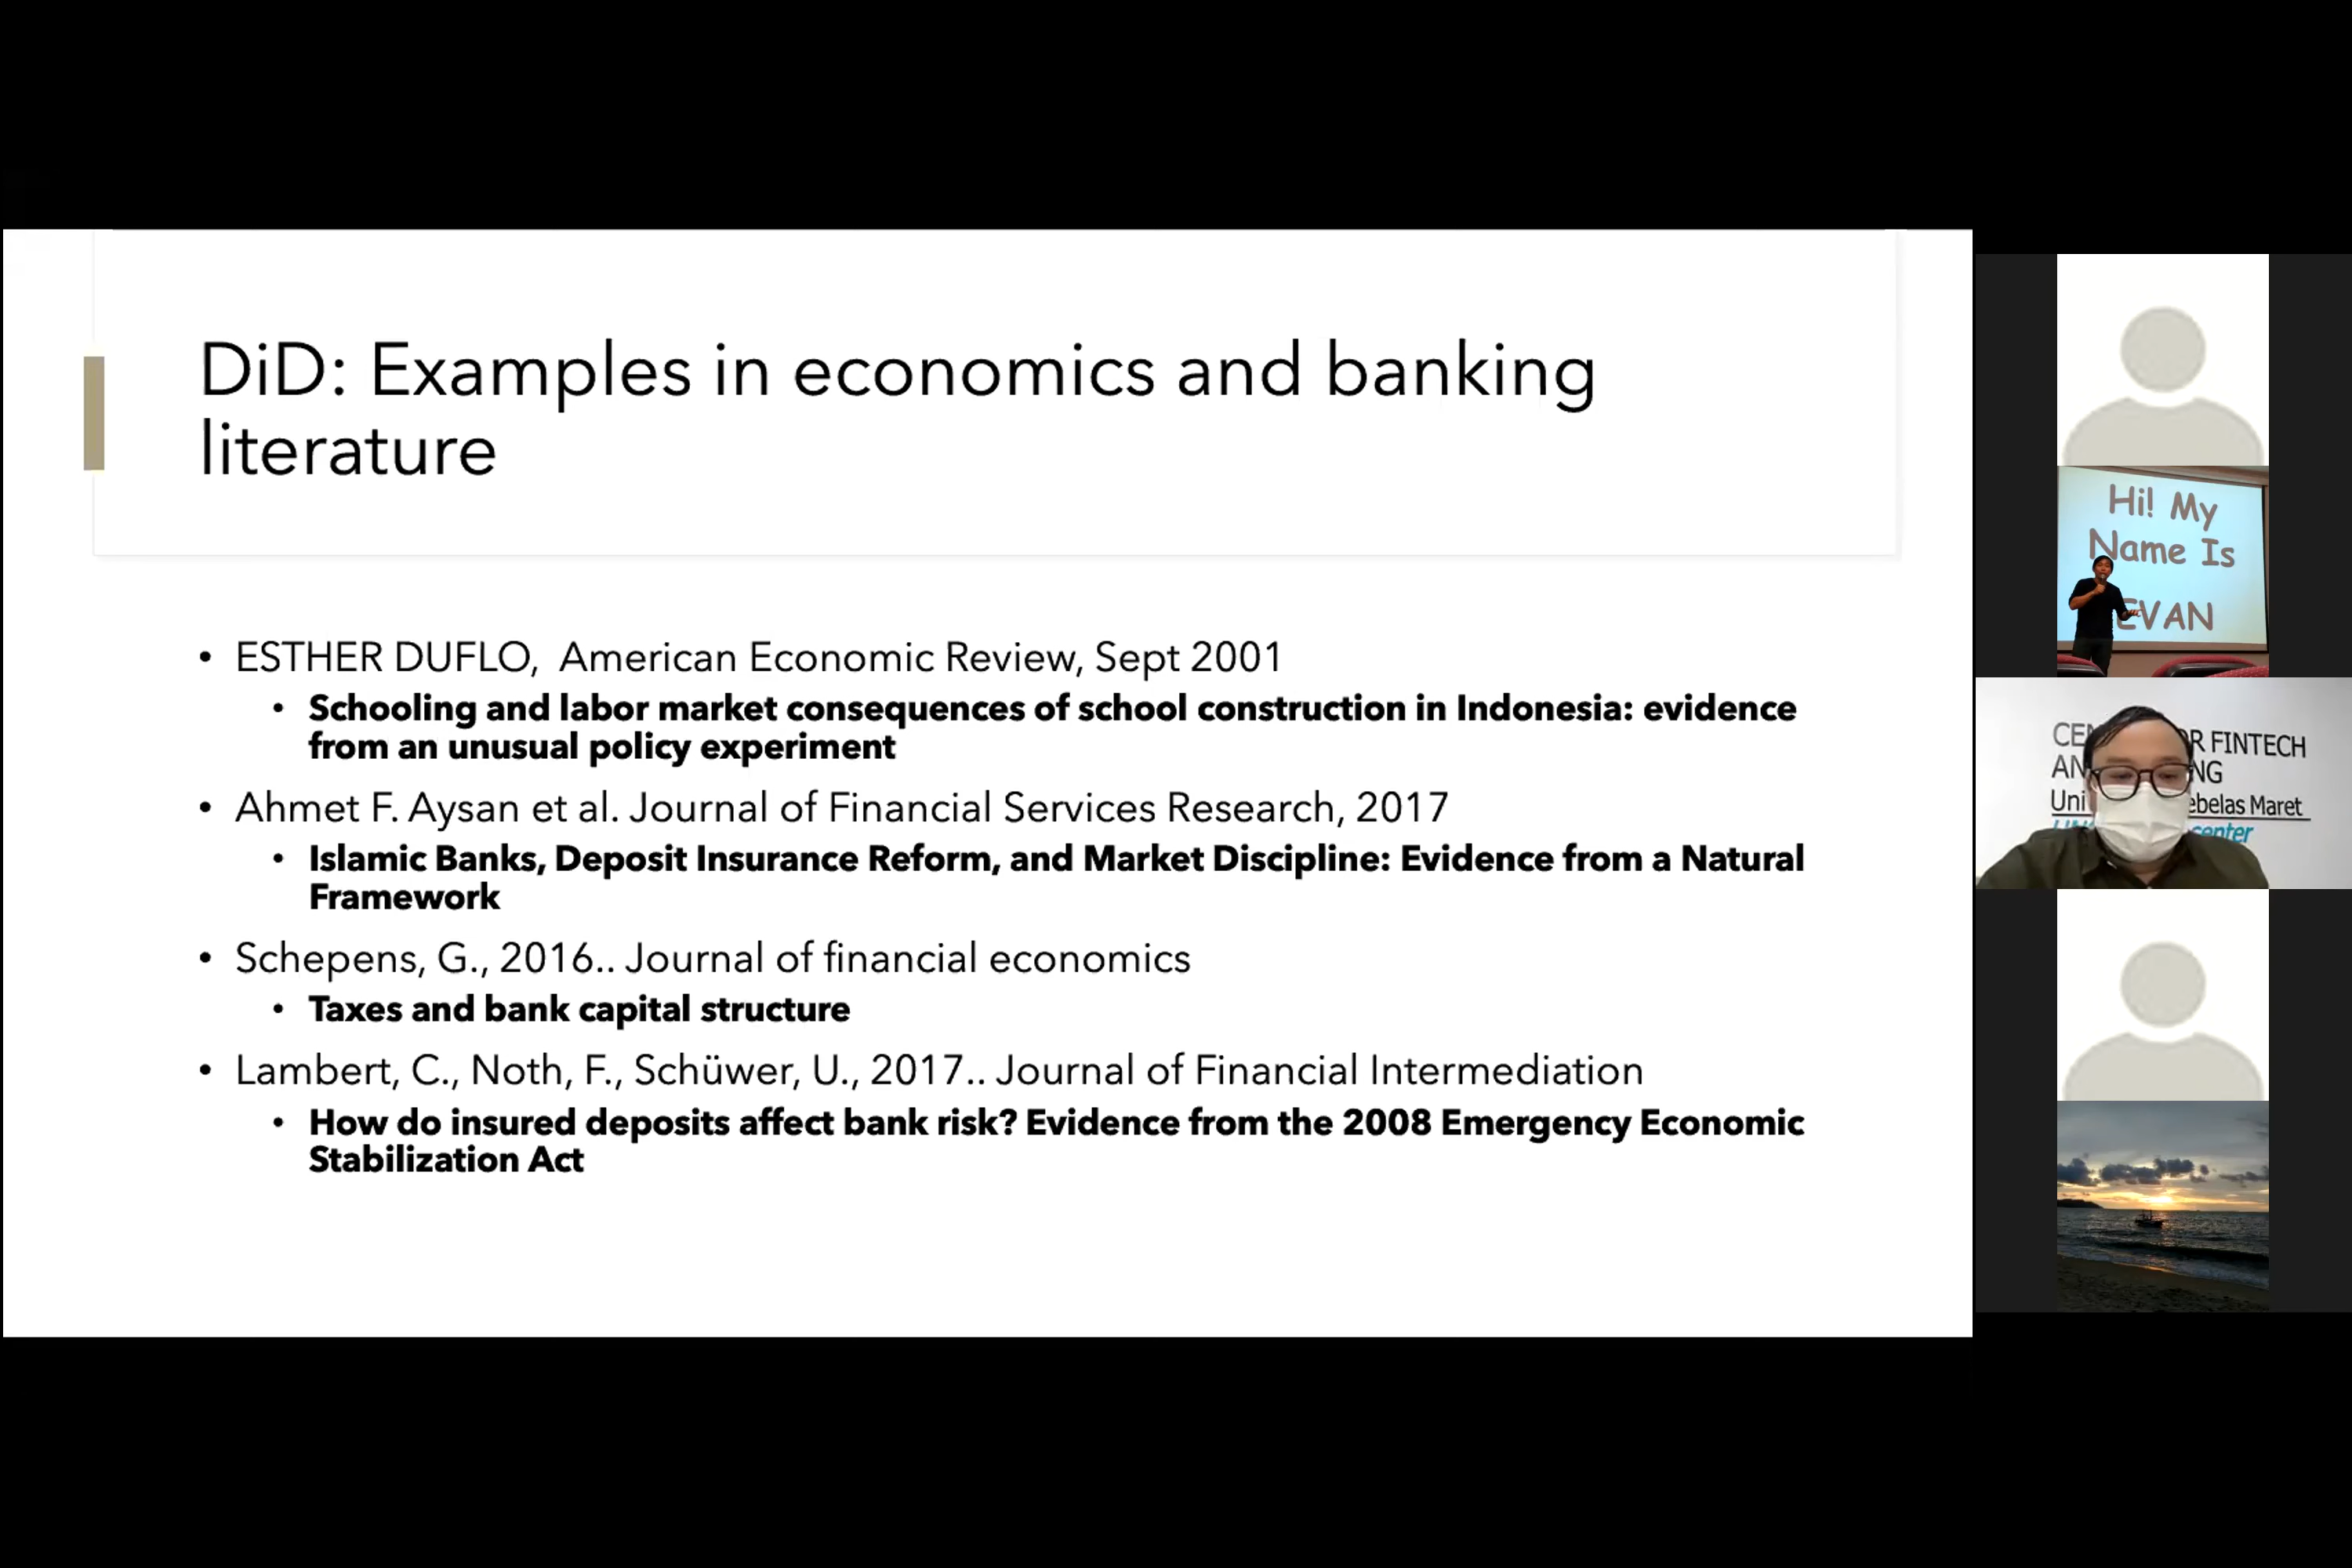 DiD: Examples in economics and banking
literature
• ESTHER DUFLO, American Economic Review, Sept 2001
• Schooling and labor market consequences of school construction in Indonesia: evidence
from an unusual policy experiment
• Ahmet F. Aysan et al. Journal of Financial Services Research, 2017
• Islamic Banks, Deposit Insurance Reform, and Market Discipline: Evidence from a Natural
Framework
• Schepens, G., 2016.. Journal of financial economics
• Taxes and bank capital structure
• Lambert, C., Noth, F., Schüwer, U., 2017.. Journal of Financial Intermediation
• How do insured deposits affect bank risk? Evidence from the 2008 Emergency Economic
Stabilization Act
Hi! My
Name Is
EVAN
FINTECH
Maret
center